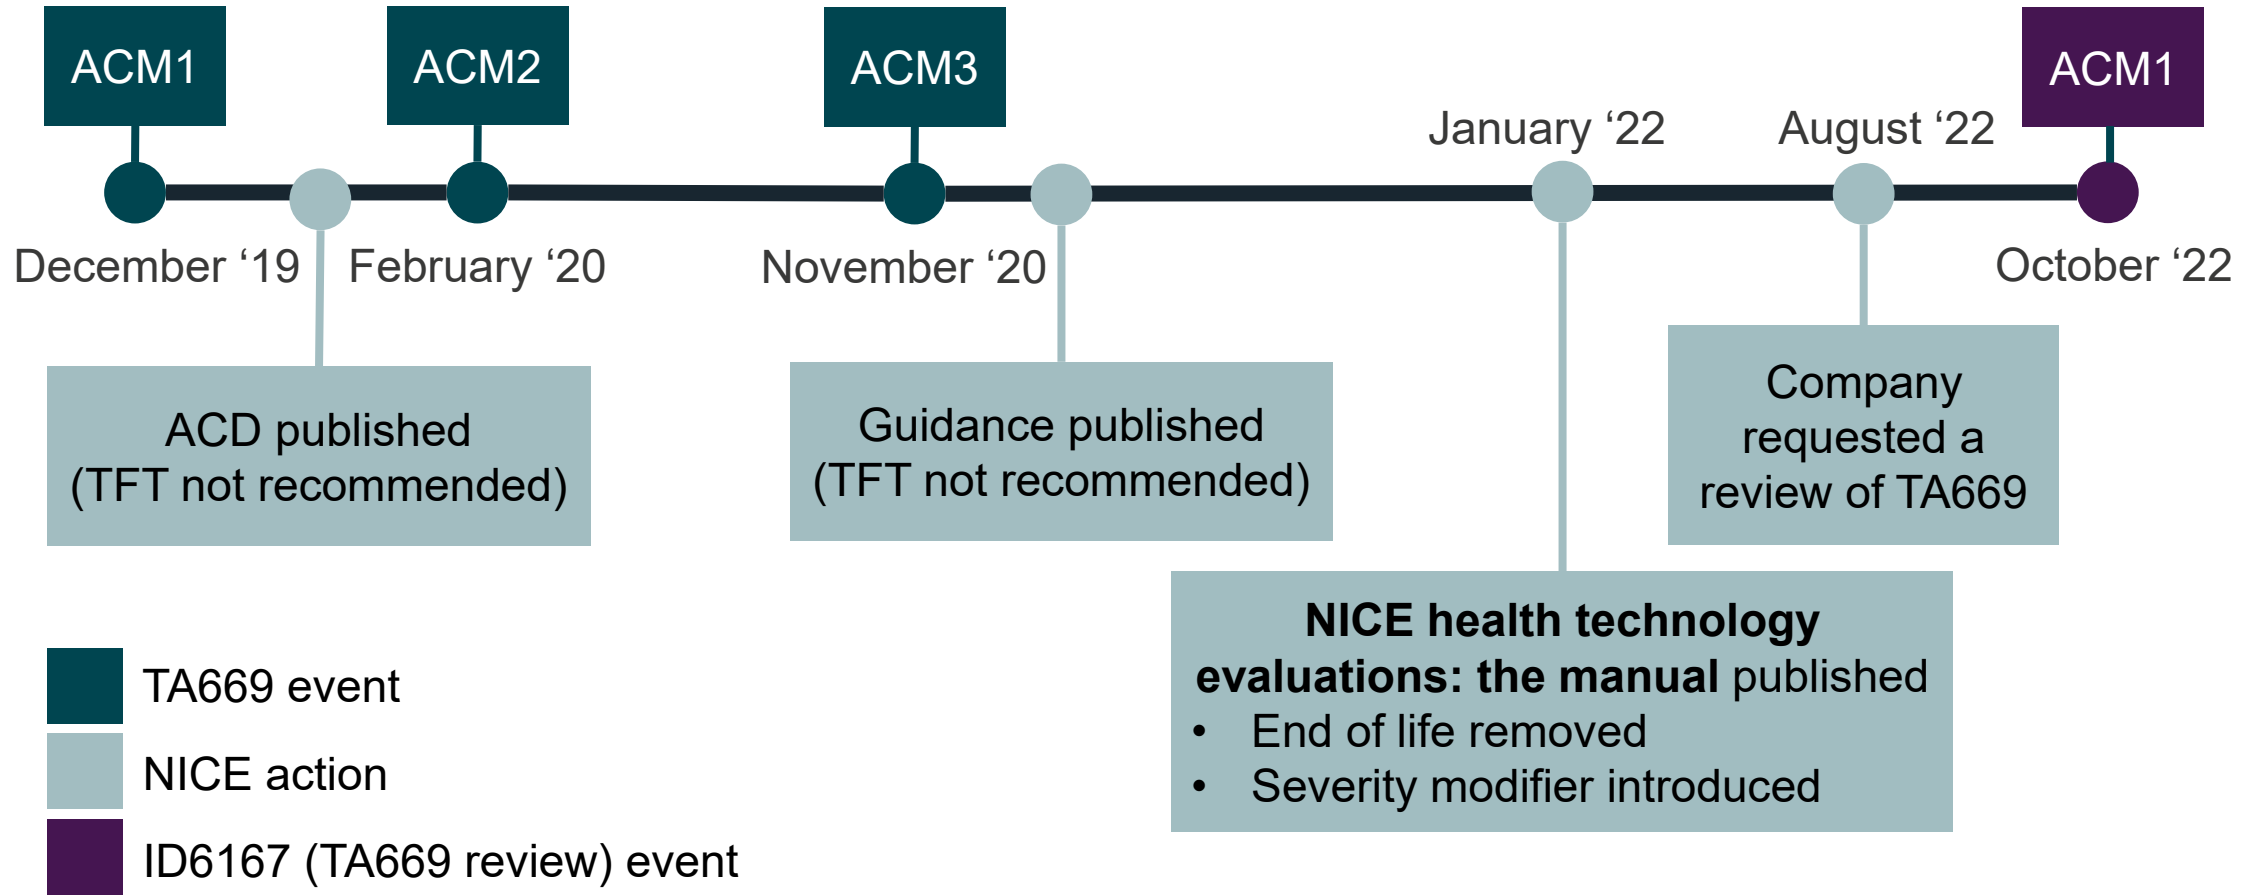 ACM1
ACM2
ACM3
ACM1
January ‘22
August ‘22
December ‘19
February ‘20
November ‘20
October ‘22
ACD published
(TFT not recommended)
Guidance published
(TFT not recommended)
Company
requested a
review of TA669
NICE health technology
evaluations: the manual published
• End of life removed
• Severity modifier introduced
TA669 event
NICE action
ID6167 (TA669 review) event